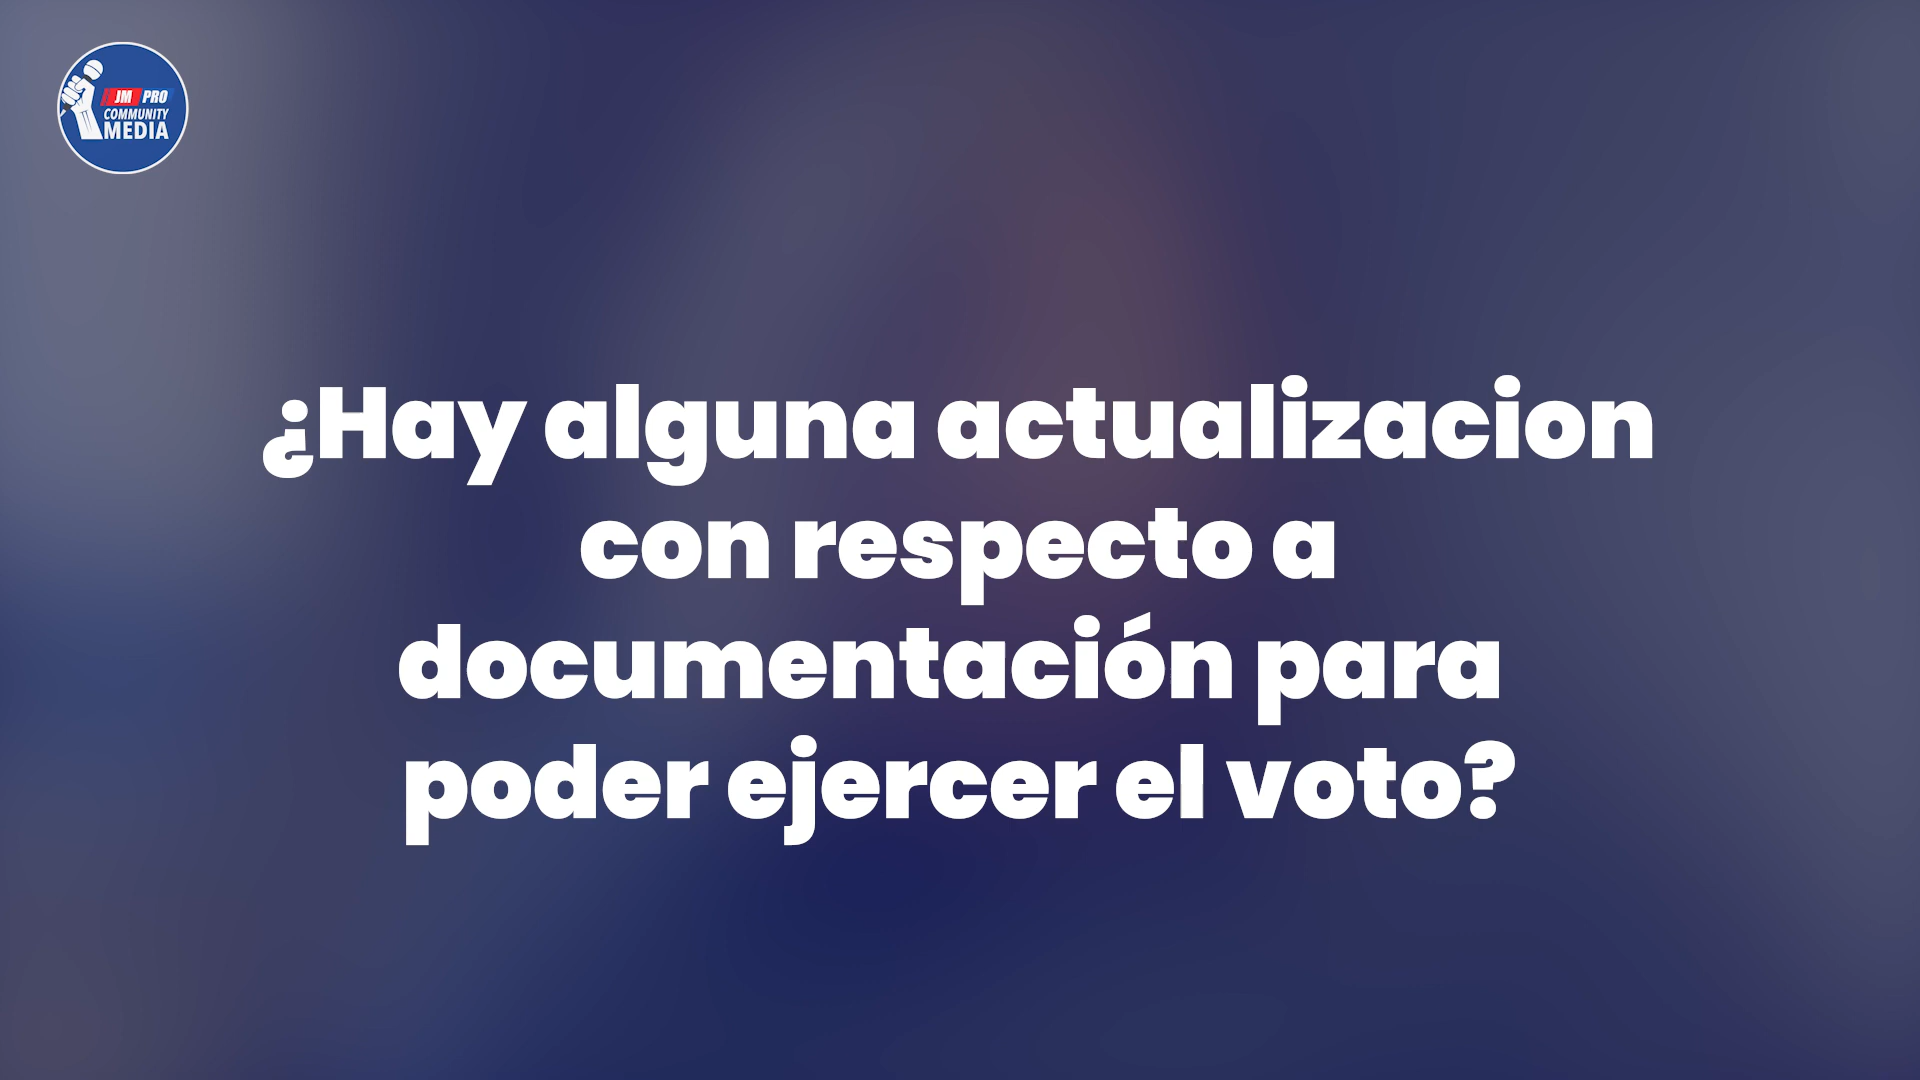 JM PRO
COMMUNITY
MEDIA
¿Hay alguna actualizacion
con respecto a
documentación para
poder ejercer el voto?